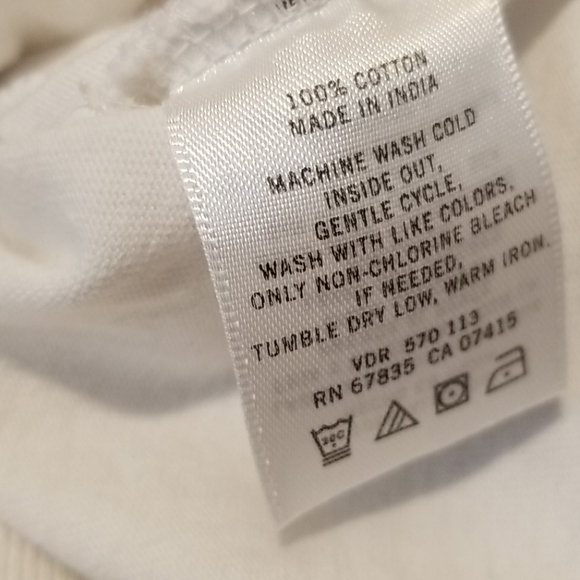 100% COTTON
MADE IN INDIA
MACHINE WASH COLD
INSIDE OUT,
GENTLE CYCLE,
WASH WITH LIKE COLORS.
ONLY NON-CHLORINE BLEACH
IF NEEDED,
TUMBLE DRY LOW, WARM IRON.
VDR 570 113
RN 67835 CA 07415
30C